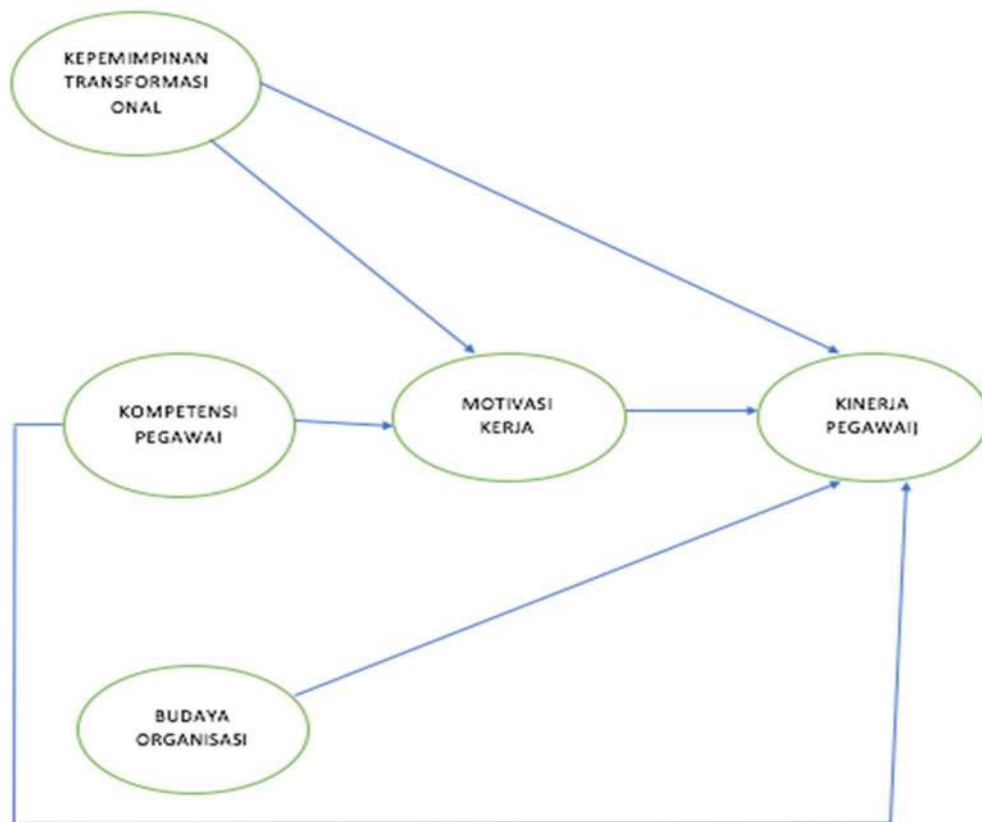 KEPEMIMPINAN
TRANSFORMASI
ONAL
KOMPETENSI
PEGAWAI
MOTIVASI
KERJA
KINERJA
PEGAWAIJ
BUDAYA
ORGANISASI